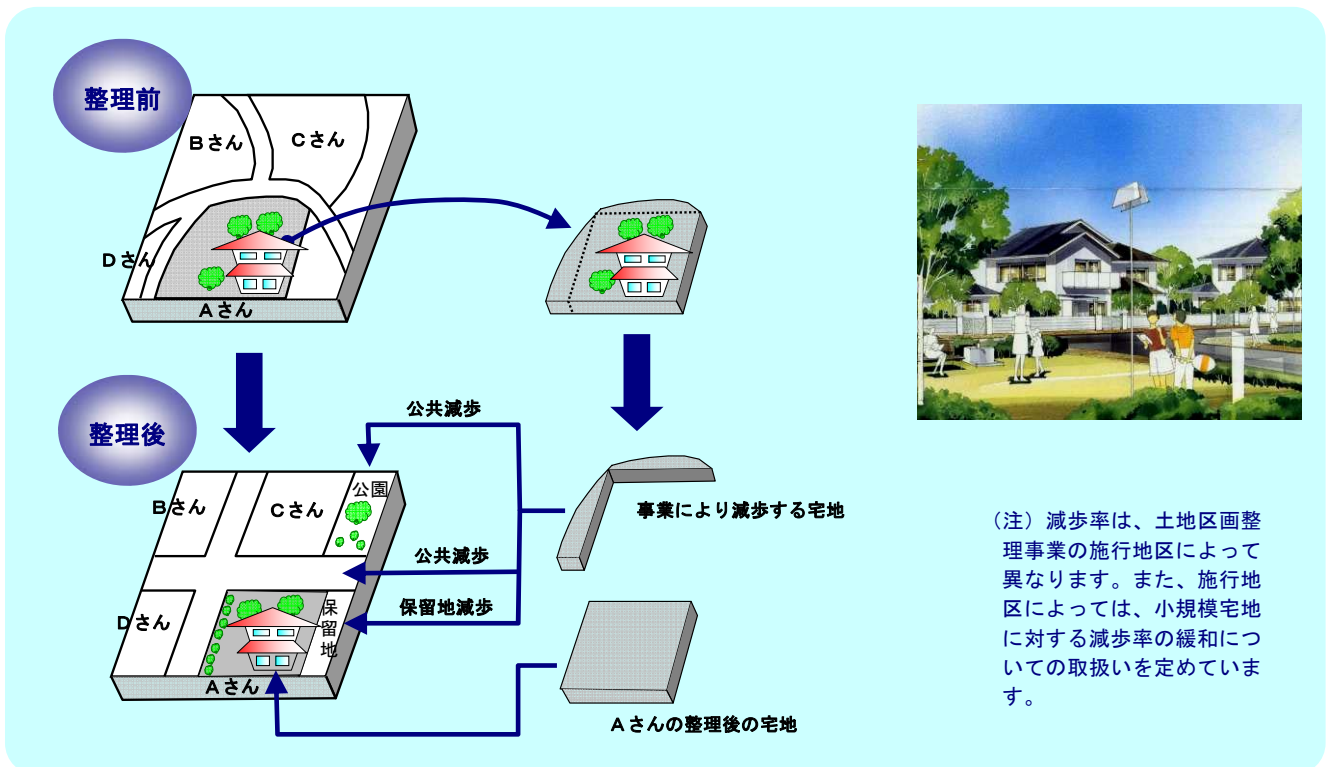 整理前
Bさん
Cさん
Dさん
Aさん
整理後
公共減歩
公園
Bさん
Cさん
事業により減歩する宅地
公共減歩
保留地減歩
保留地
Dさん
Aさん
Aさんの整理後の宅地
（注）減歩率は、土地区画整
理事業の施行地区によって
異なります。また、施行地
区によっては、小規模宅地
に対する減歩率の緩和につ
いての取扱いを定めていま
す。